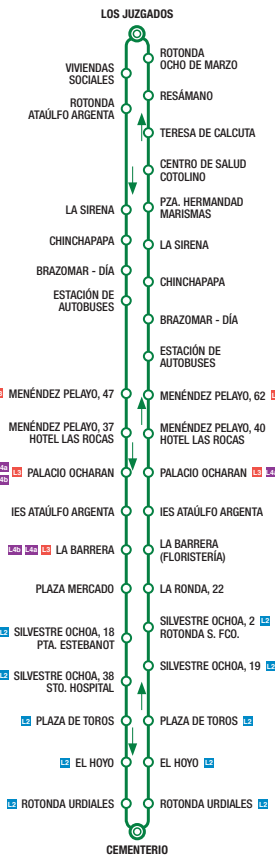 LOS JUZGADOS
VIVIENDAS
SOCIALES
ROTONDA
ATAÚLFO ARGENTA
LA SIRENA
CHINCHAPAPA
BRAZOMAR - DÍA
ESTACIÓN DE
AUTOBUSES
MENÉNDEZ PELAYO, 47
MENÉNDEZ PELAYO, 37
HOTEL LAS ROCAS
L4a
L4b
L3 PALACIO OCHARAN
IES ATAÚLFO ARGENTA
L4b L4a L3 LA BARRERA
PLAZA MERCADO
L2 SILVESTRE OCHOA, 18
PTA. ESTEBANOT
L2 SILVESTRE OCHOA, 38
STO. HOSPITAL
L2 PLAZA DE TOROS
L2 EL HOYO
L2 ROTONDA URDIALES
ROTONDA
OCHO DE MARZO
RESÁMANO
TERESA DE CALCUTA
CENTRO DE SALUD
COTOLINO
PZA. HERMANDAD
MARISMAS
LA SIRENA
CHINCHAPAPA
BRAZOMAR - DÍA
ESTACIÓN DE
AUTOBUSES
MENÉNDEZ PELAYO, 62
MENÉNDEZ PELAYO, 40
HOTEL LAS ROCAS
PALACIO OCHARAN L3 L4a
IES ATAÚLFO ARGENTA
LA BARRERA
(FLORISTERÍA)
LA RONDA, 22
SILVESTRE OCHOA, 2 L2
ROTONDA S. FCO.
SILVESTRE OCHOA, 19 L2
PLAZA DE TOROS L2
EL HOYO L2
ROTONDA URDIALES L2
CEMENTERIO